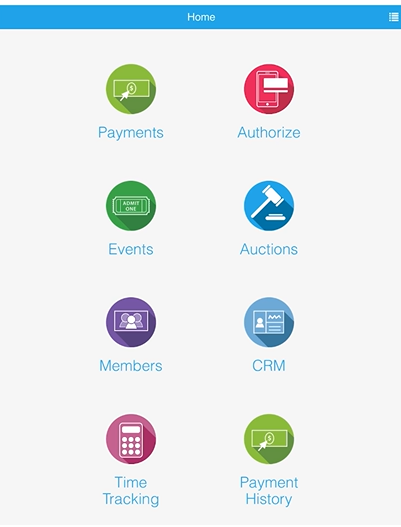 Home
Payments
Authorize
ADMIT
ONE
Events
Auctions
Members
CRM
Time
Tracking
Payment
History